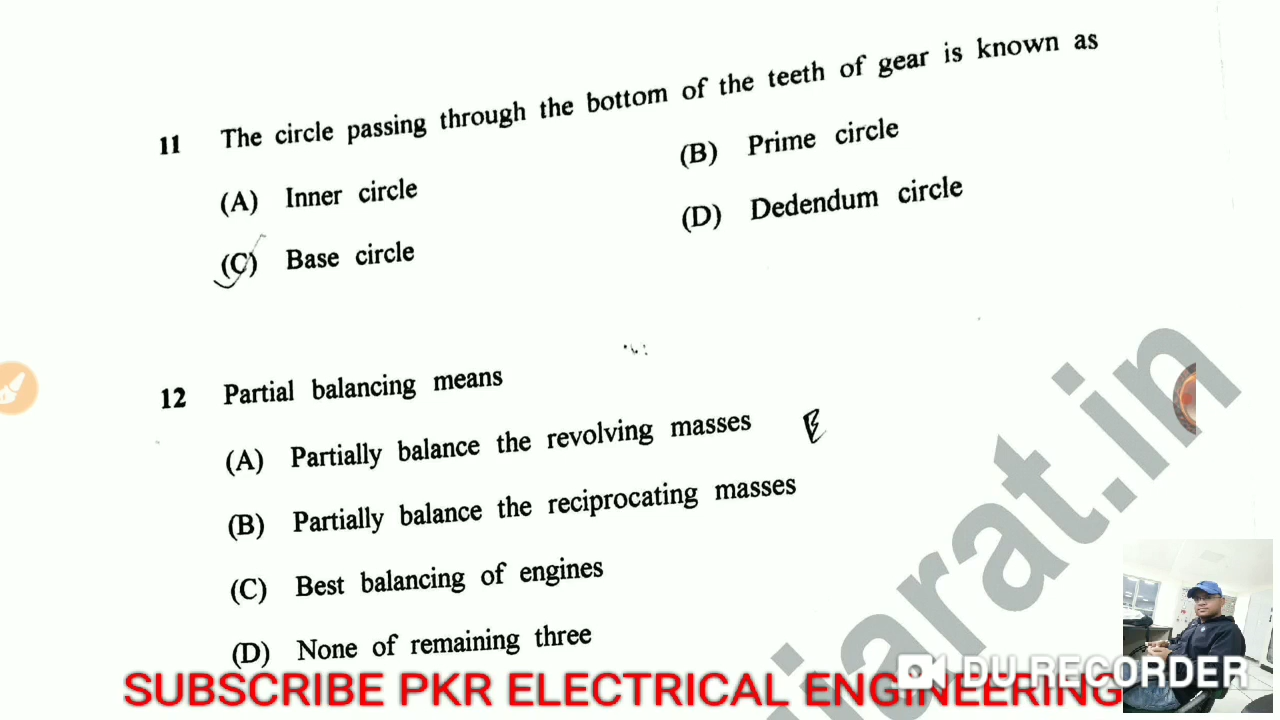 11 The circle passing through the bottom of the teeth of gear is known as
(A) Inner circle
(B) Prime circle
(C) Base circle
(D) Dedendum circle
12 Partial balancing means
(A) Partially balance the revolving masses
(B) Partially balance the reciprocating masses
(C) Best balancing of engines
(D) None of remaining three
jarat.in
DU RECORDER
SUBSCRIBE PKR ELECTRICAL ENGINEERING